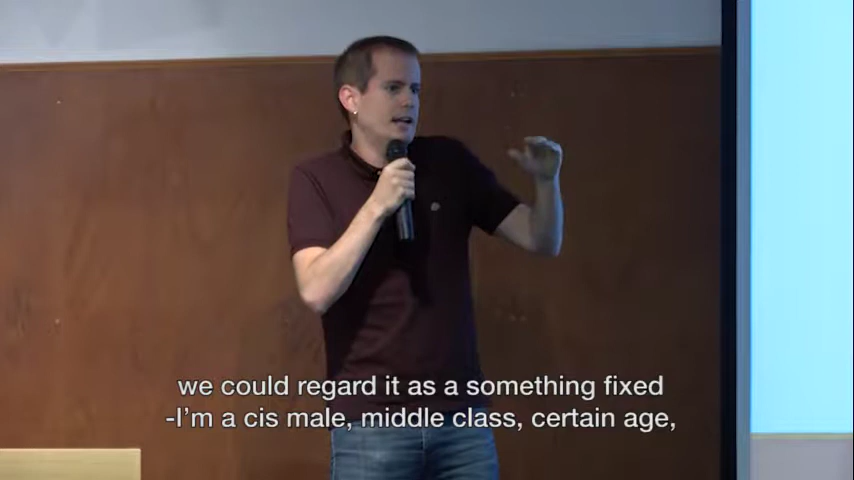 we could regard it as a something fixed
-I'm a cis male, middle class, certain age,